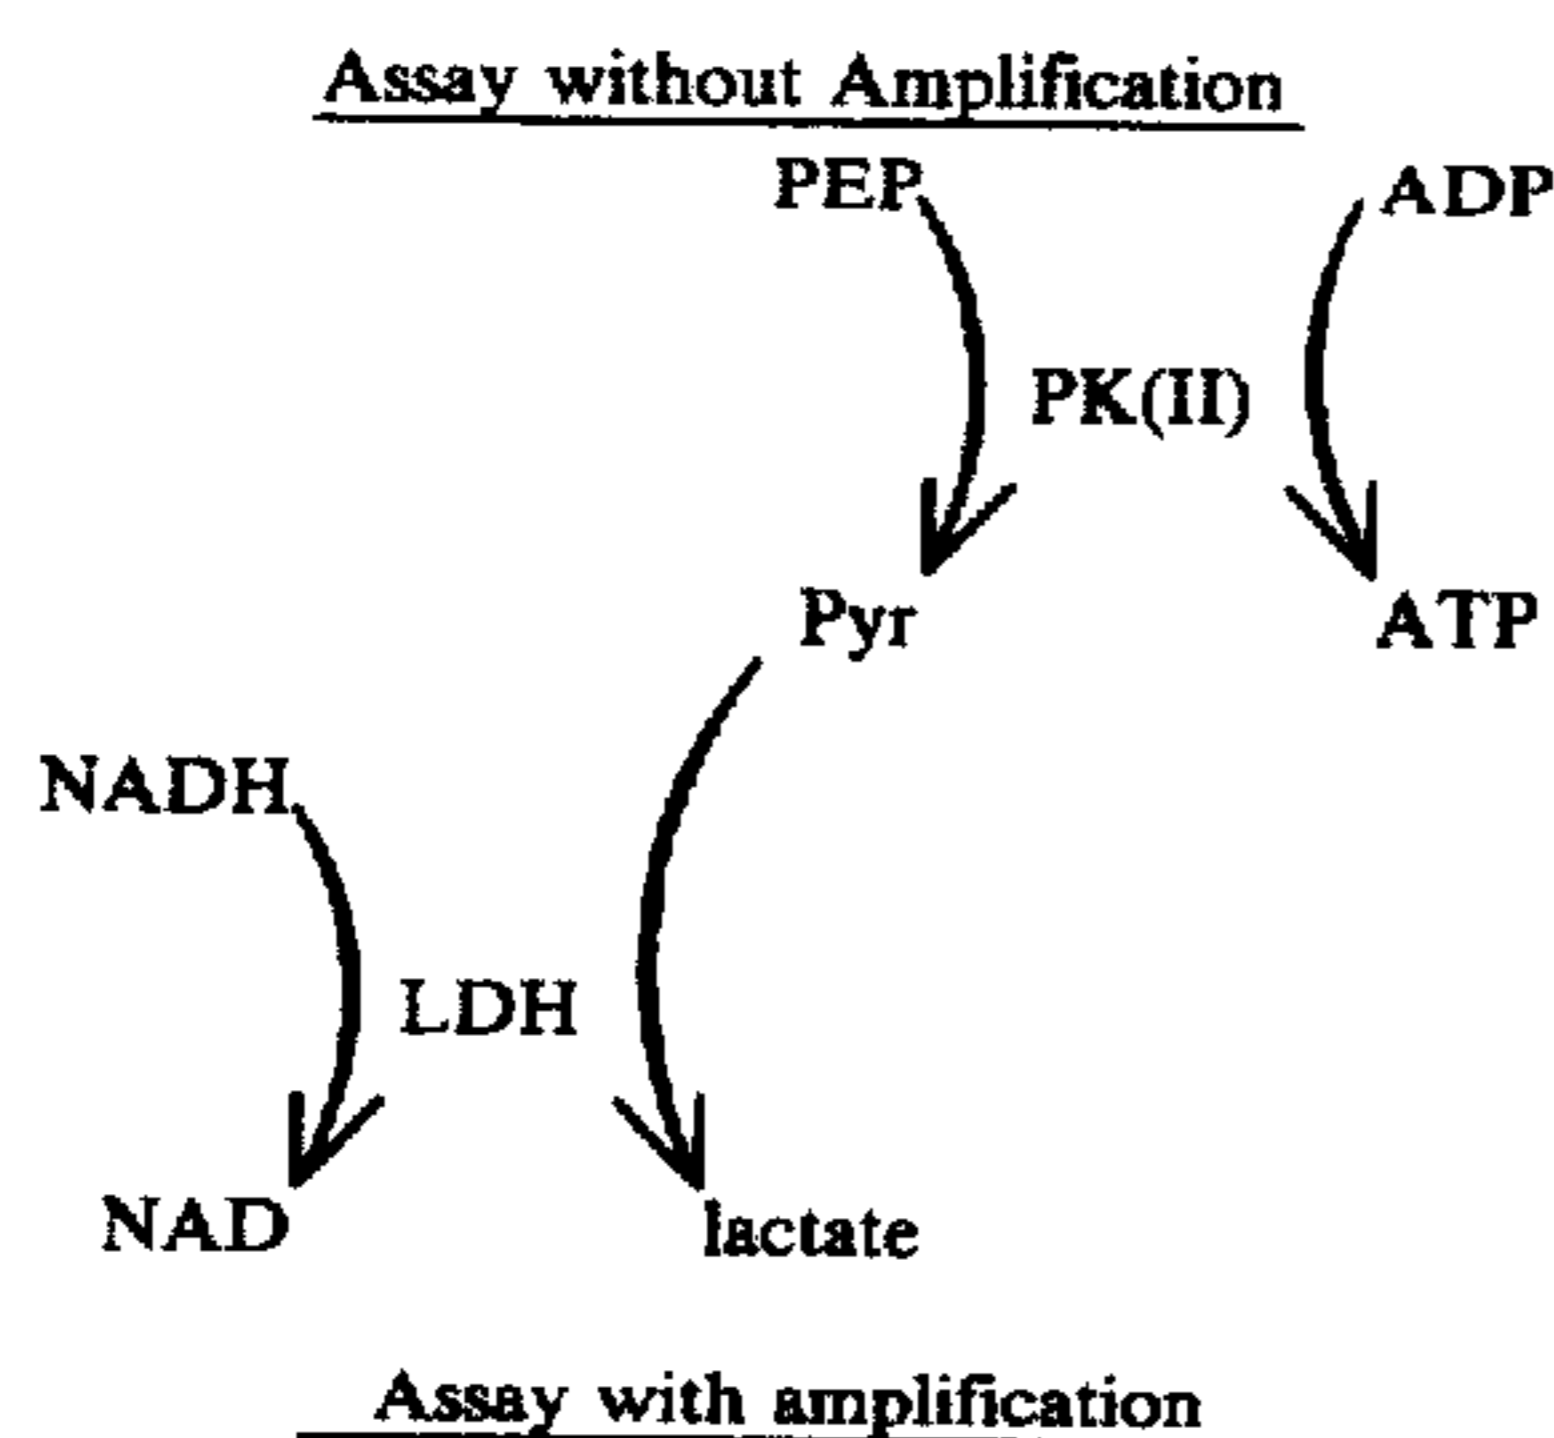 Assay without Amplification
PEP ADP
PK(II)
Pyr ATP
NADH
LDH
NAD lactate
Assay with amplification